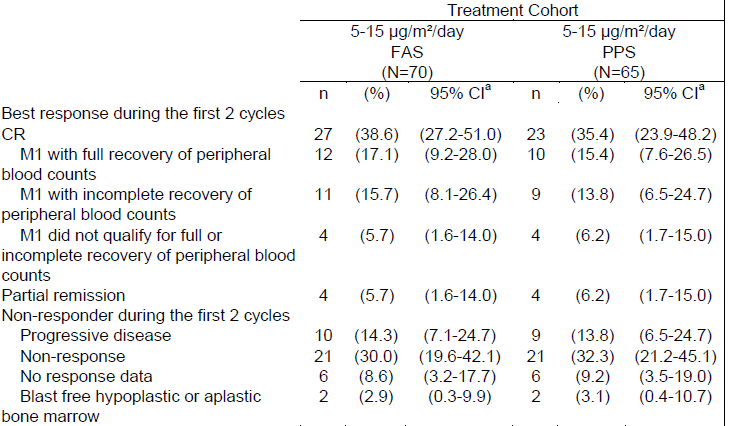 Treatment Cohort
5-15 µg/m²/day 5-15 µg/m²/day
FAS PPS
(N=70) (N=65)
n (%) 95% CIª n (%) 95% CIª
Best response during the first 2 cycles
CR 27 (38.6) (27.2-51.0) 23 (35.4) (23.9-48.2)
M1 with full recovery of peripheral 12 (17.1) (9.2-28.0) 10 (15.4) (7.6-26.5)
blood counts
M1 with incomplete recovery of 11 (15.7) (8.1-26.4) 9 (13.8) (6.5-24.7)
peripheral blood counts
M1 did not qualify for full or 4 (5.7) (1.6-14.0) 4 (6.2) (1.7-15.0)
incomplete recovery of peripheral blood
counts
Partial remission 4 (5.7) (1.6-14.0) 4 (6.2) (1.7-15.0)
Non-responder during the first 2 cycles
Progressive disease 10 (14.3) (7.1-24.7) 9 (13.8) (6.5-24.7)
Non-response 21 (30.0) (19.6-42.1) 21 (32.3) (21.2-45.1)
No response data 6 (8.6) (3.2-17.7) 6 (9.2) (3.5-19.0)
Blast free hypoplastic or aplastic 2 (2.9) (0.3-9.9) 2 (3.1) (0.4-10.7)
bone marrow